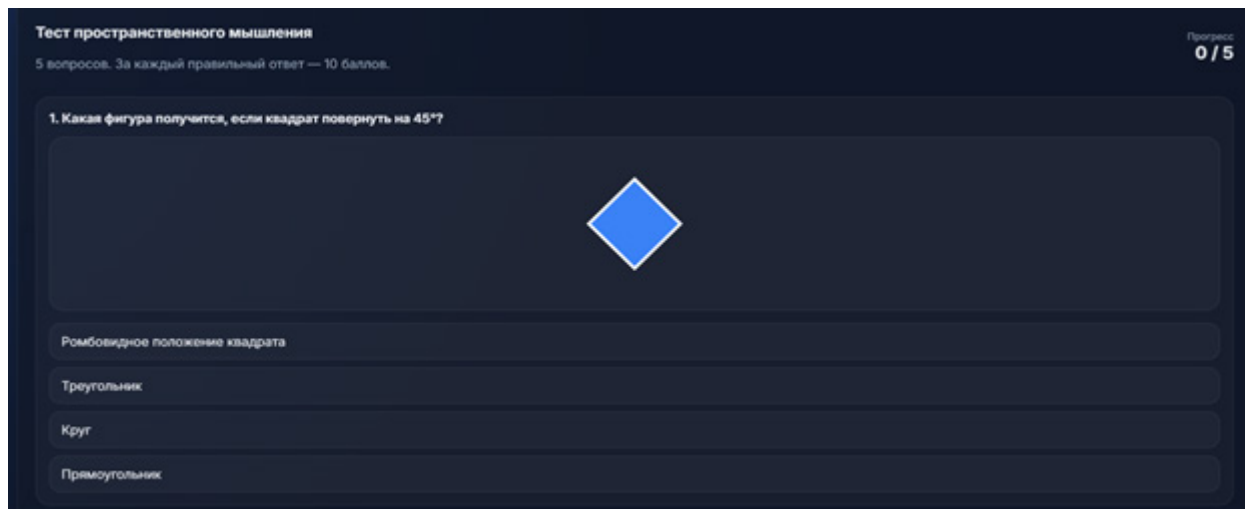 Тест пространственного мышления
Прогресс
0 / 5
5 вопросов. За каждый правильный ответ — 10 баллов.
1. Какая фигура получится, если квадрат повернуть на 45°?
Ромбовидное положение квадрата
Треугольник
Круг
Прямоугольник